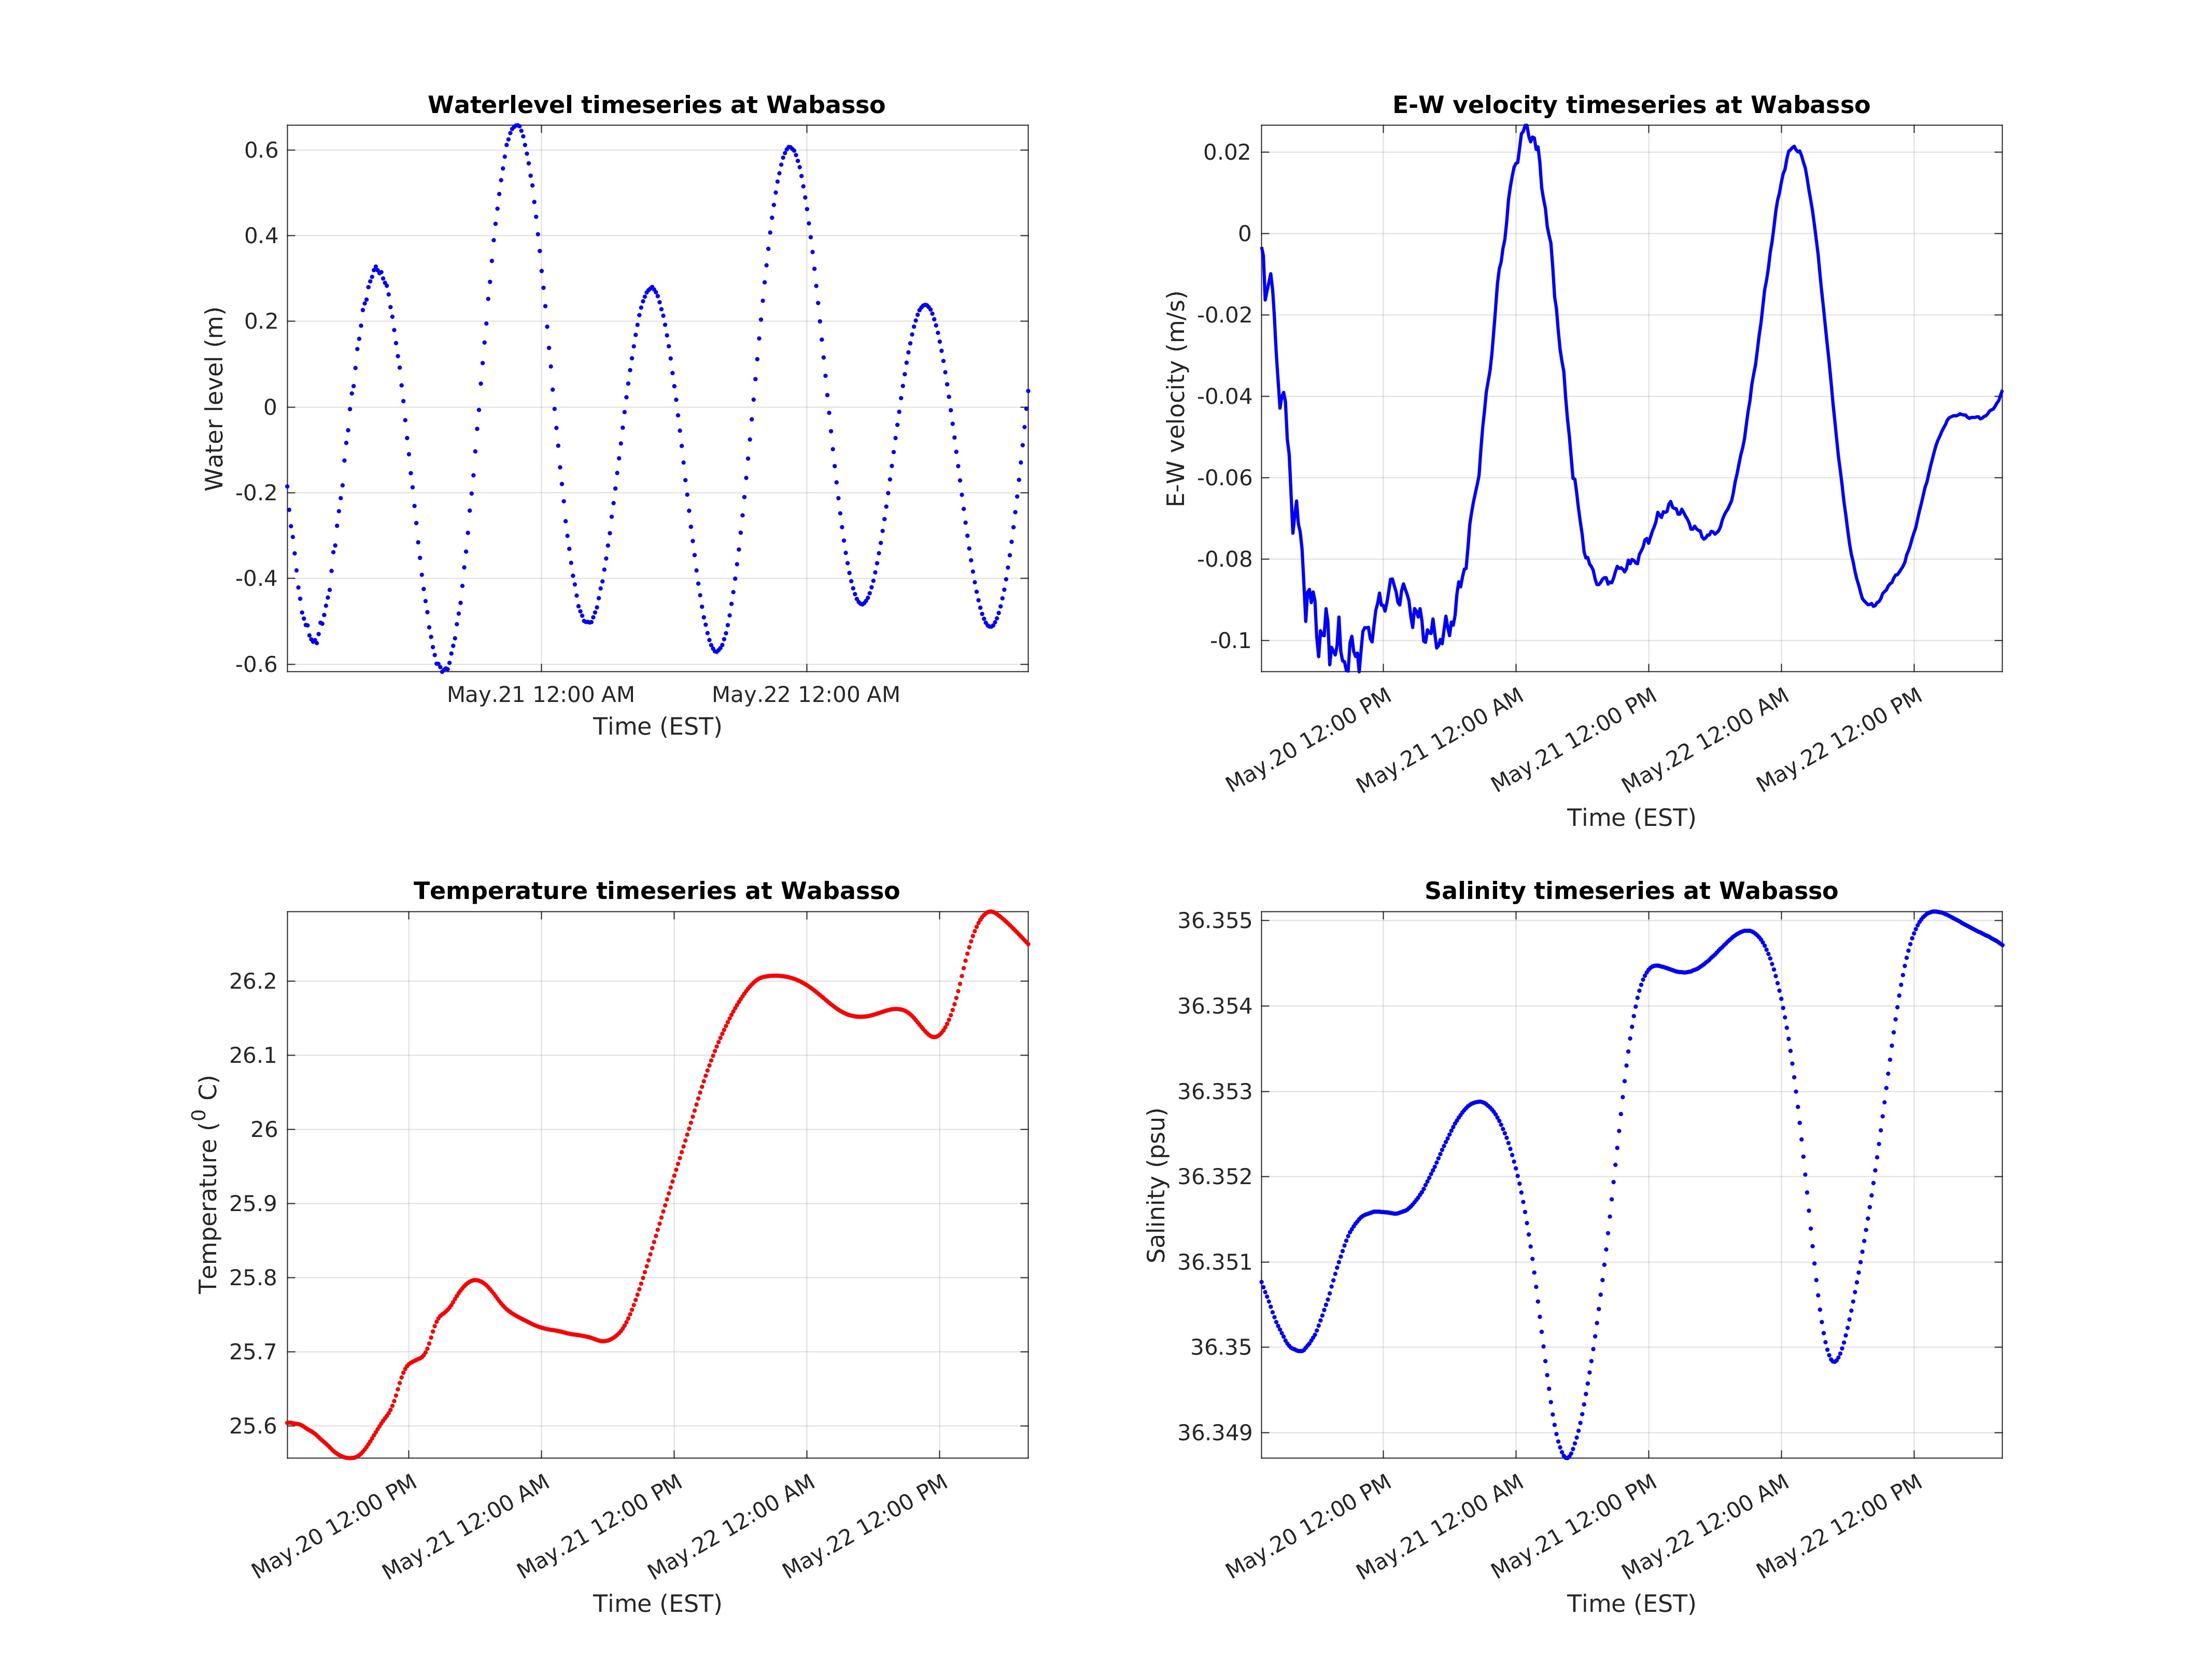 Waterlevel timeseries at Wabasso
0.6
0.4
0.2
0
-0.2
-0.4
-0.6
Water level (m)
May.21 12:00 AM
May.22 12:00 AM
Time (EST)
E-W velocity timeseries at Wabasso
0.02
0
-0.02
-0.04
-0.06
-0.08
-0.1
E-W velocity (m/s)
May.20 12:00 PM
May.21 12:00 AM
May.21 12:00 PM
May.22 12:00 AM
May.22 12:00 PM
Time (EST)
Temperature timeseries at Wabasso
26.2
26.1
26
25.9
25.8
25.7
25.6
Temperature (⁰ C)
May.20 12:00 PM
May.21 12:00 AM
May.21 12:00 PM
May.22 12:00 AM
May.22 12:00 PM
Time (EST)
Salinity timeseries at Wabasso
36.355
36.354
36.353
36.352
36.351
36.35
36.349
Salinity (psu)
May.20 12:00 PM
May.21 12:00 AM
May.21 12:00 PM
May.22 12:00 AM
May.22 12:00 PM
Time (EST)